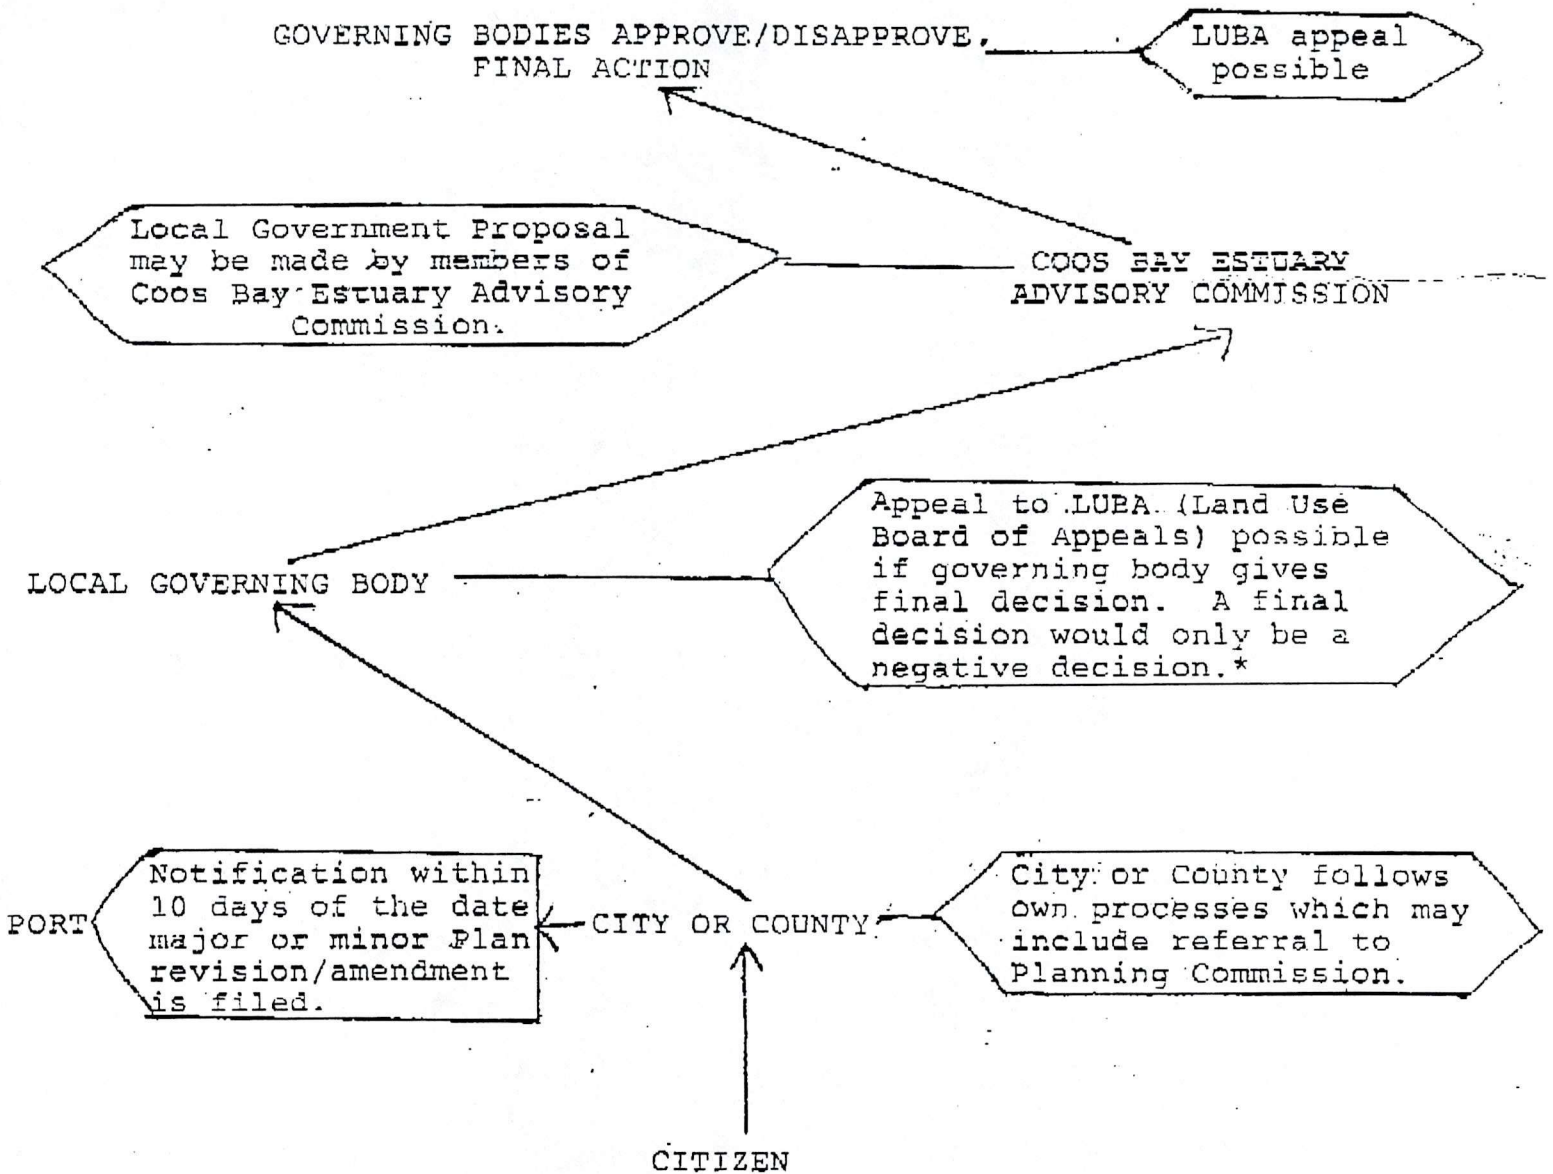 GOVERNING BODIES APPROVE/DISAPPROVE,
FINAL ACTION
LUBA appeal
possible
Local Government Proposal
may be made by members of
Coos Bay Estuary Advisory
Commission.
COOS BAY ESTUARY
ADVISORY COMMISSION
LOCAL GOVERNING BODY
Appeal to LUBA (Land Use
Board of Appeals) possible
if governing body gives
final decision. A final
decision would only be a
negative decision.*
PORT
Notification within
10 days of the date
major or minor Plan
revision/amendment
is filed.
CITY OR COUNTY
City or County follows
own processes which may
include referral to
Planning Commission.
CITIZEN